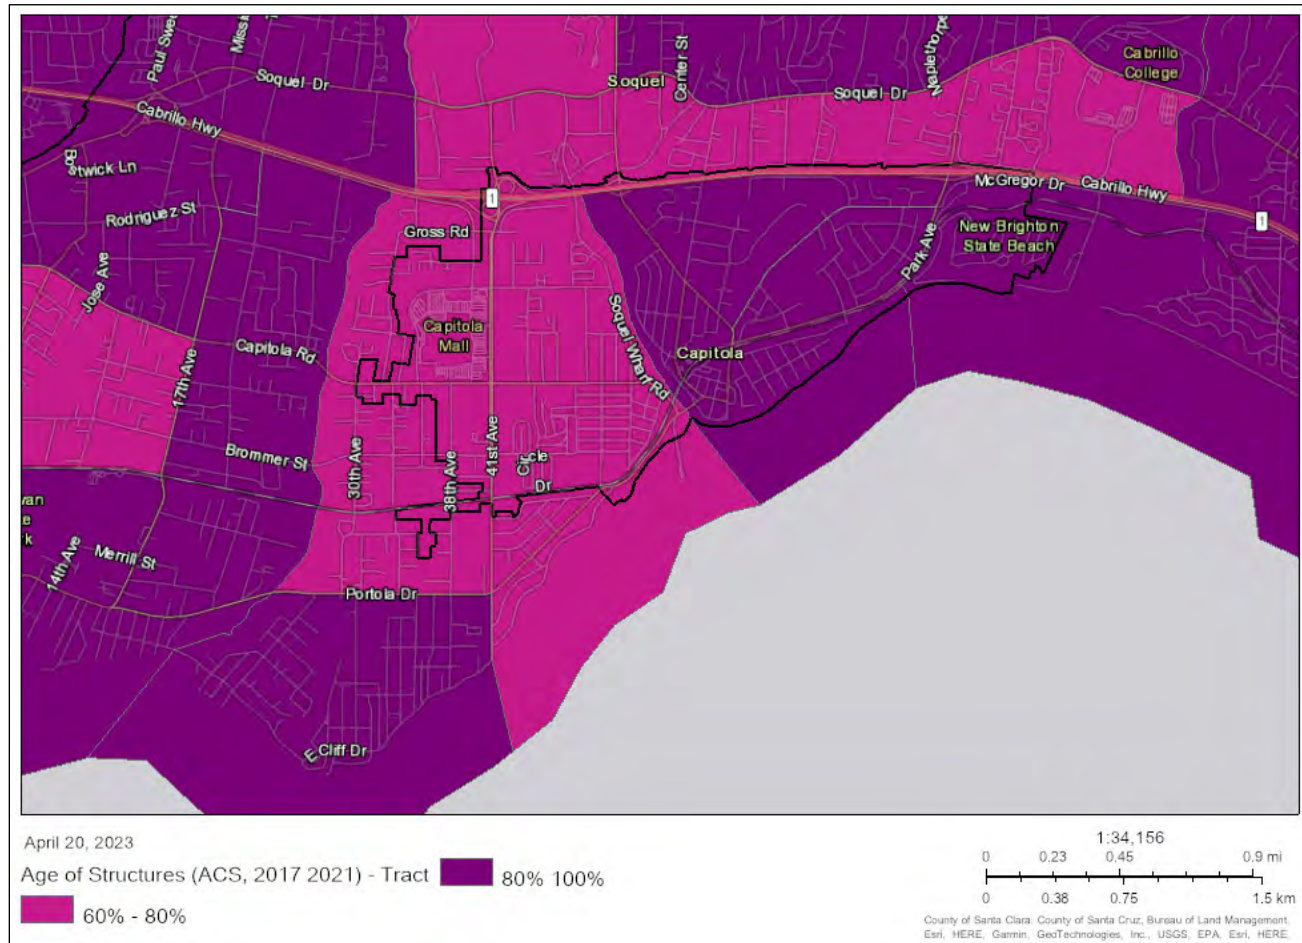 Paul Swe
Missi
Soquel Dr
Soquel
Center St
Soquel Dr
Maplethorpe
Cabrillo
College
Cabrillo Hwy
Bostwick Ln
1
McGregor Dr
Cabrillo Hwy
Rodriguez St
Gross Rd
New Brighton
State Beach
1
Jose Ave
Park Ave
Soquel Wharf Rd
Capitola
Mall
Capitola Rd
Capitola
17th Ave
Brommer St
30th Ave
38th Ave
41st Ave
Circle
Dr
van
k
14th Ave
Merrill St
Portola Dr
E Cliff Dr
April 20, 2023
Age of Structures (ACS, 2017 2021) - Tract
80% 100%
60% - 80%
1:34,156
0 0.23 0.45 0.9 mi
0 0.38 0.75 1.5 km
County of Santa Clara, County of Santa Cruz, Bureau of Land Management,
Esri, HERE, Garmin, GeoTechnologies, Inc., USGS, EPA, Esri, HERE,